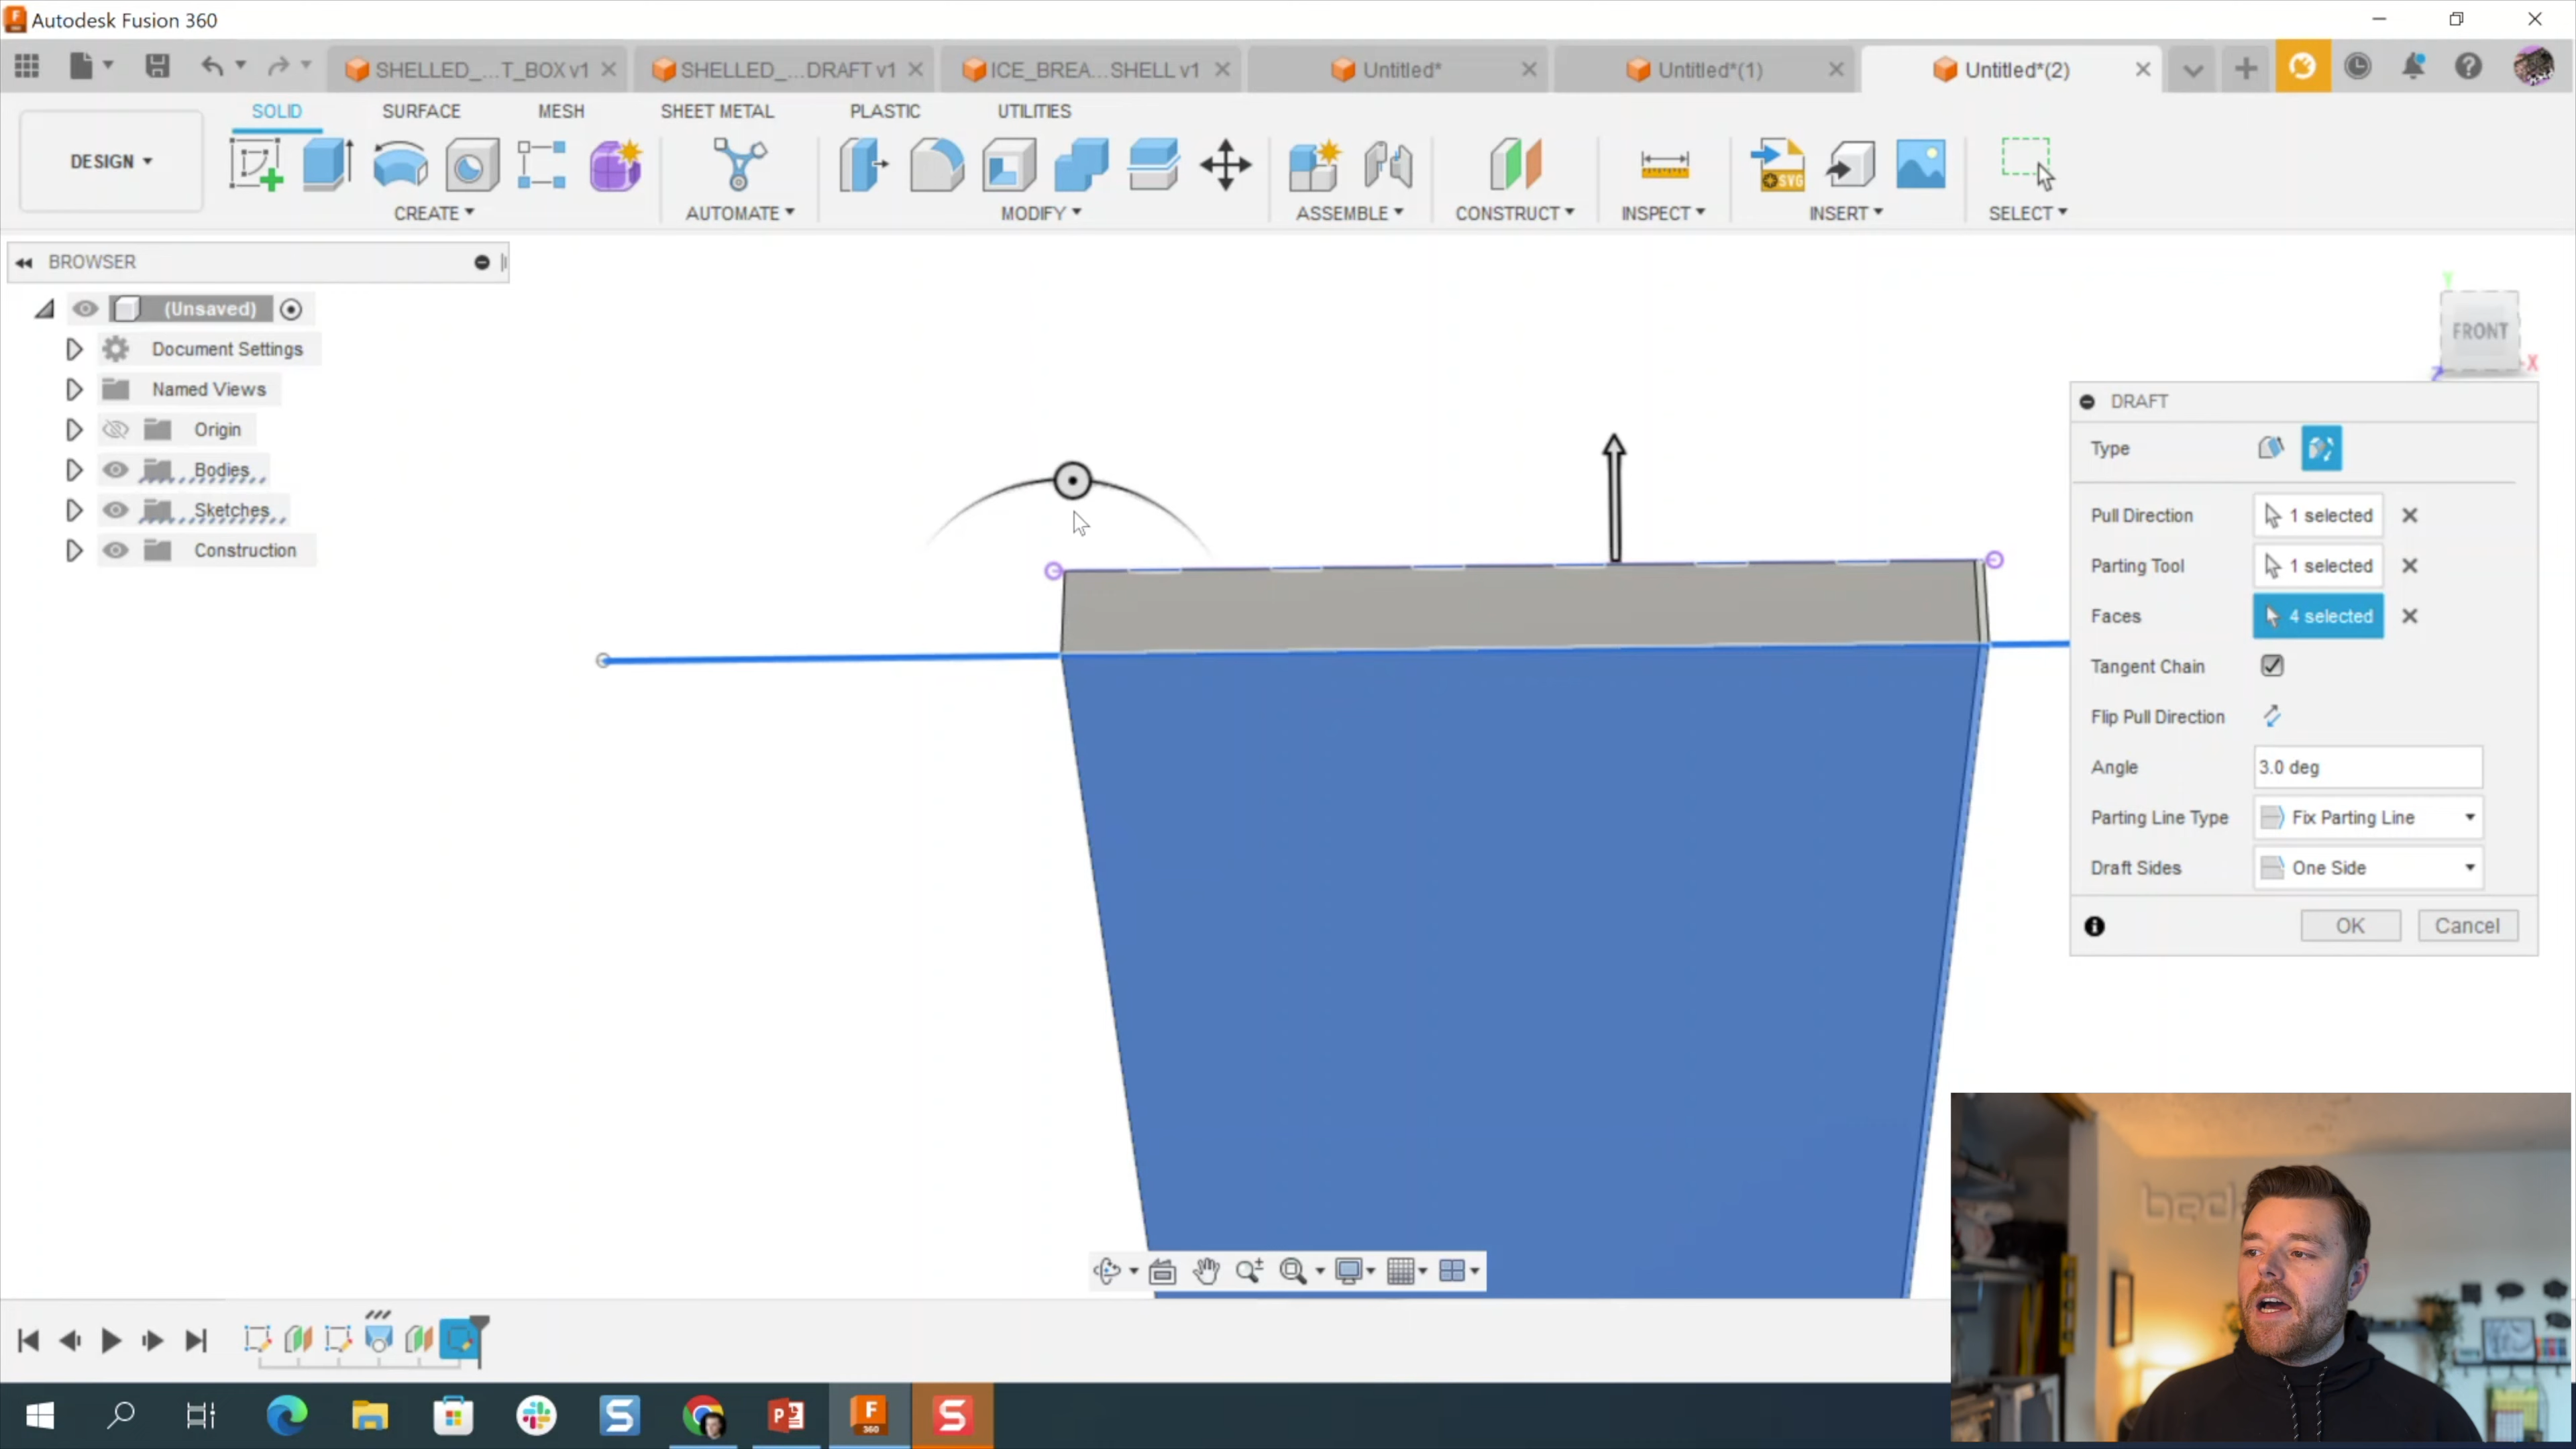 Autodesk Fusion 360
SHELLED_...T_BOX v1
SHELLED_...DRAFT v1
ICE_BREA...SHELL v1
Untitled*
Untitled*(1)
Untitled*(2)
DESIGN
SOLID
SURFACE
MESH
SHEET METAL
PLASTIC
UTILITIES
SVG
CREATE
AUTOMATE
MODIFY
ASSEMBLE
CONSTRUCT
INSPECT
INSERT
SELECT
BROWSER
(Unsaved)
Document Settings
Named Views
Origin
Bodies
Sketches
Construction
Y
FRONT
X
Z
DRAFT
Type
Pull Direction 1 selected
Parting Tool 1 selected
Faces 4 selected
Tangent Chain
Flip Pull Direction
Angle 3.0 deg
Parting Line Type Fix Parting Line
Draft Sides One Side
OK Cancel
F
360